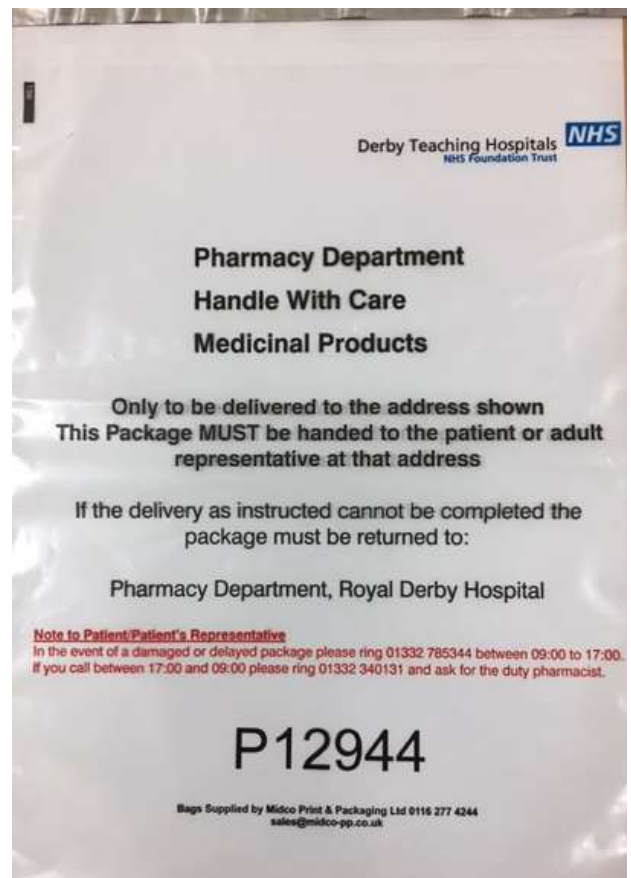 Derby Teaching Hospitals NHS
NHS Foundation Trust
Pharmacy Department
Handle With Care
Medicinal Products
Only to be delivered to the address shown
This Package MUST be handed to the patient or adult
representative at that address
If the delivery as instructed cannot be completed the
package must be returned to:
Pharmacy Department, Royal Derby Hospital
Note to Patient/Patient's Representative
In the event of a damaged or delayed package please ring 01332 785344 between 09:00 to 17:00.
If you call between 17:00 and 09:00 please ring 01332 340131 and ask for the duty pharmacist.
P12944
Bags Supplied by Midco Print & Packaging Ltd 0116 277 4244
sales@midco-pp.co.uk